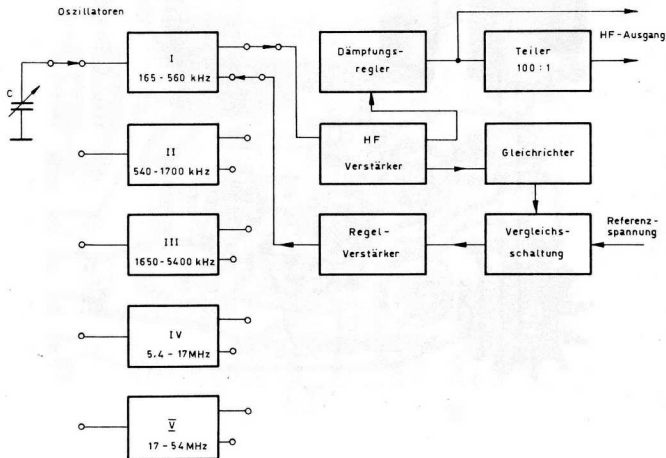 Oszillatoren
C
I
165 - 560 kHz
II
540 - 1700 kHz
III
1650 - 5400 kHz
IV
5.4 - 17 MHz
V
17 - 54 MHz
Dämpfungs-
regler
Teiler
100 : 1
HF - Ausgang
HF
Verstärker
Gleichrichter
Regel -
Verstärker
Vergleichs-
schaltung
Referenz-
spannung